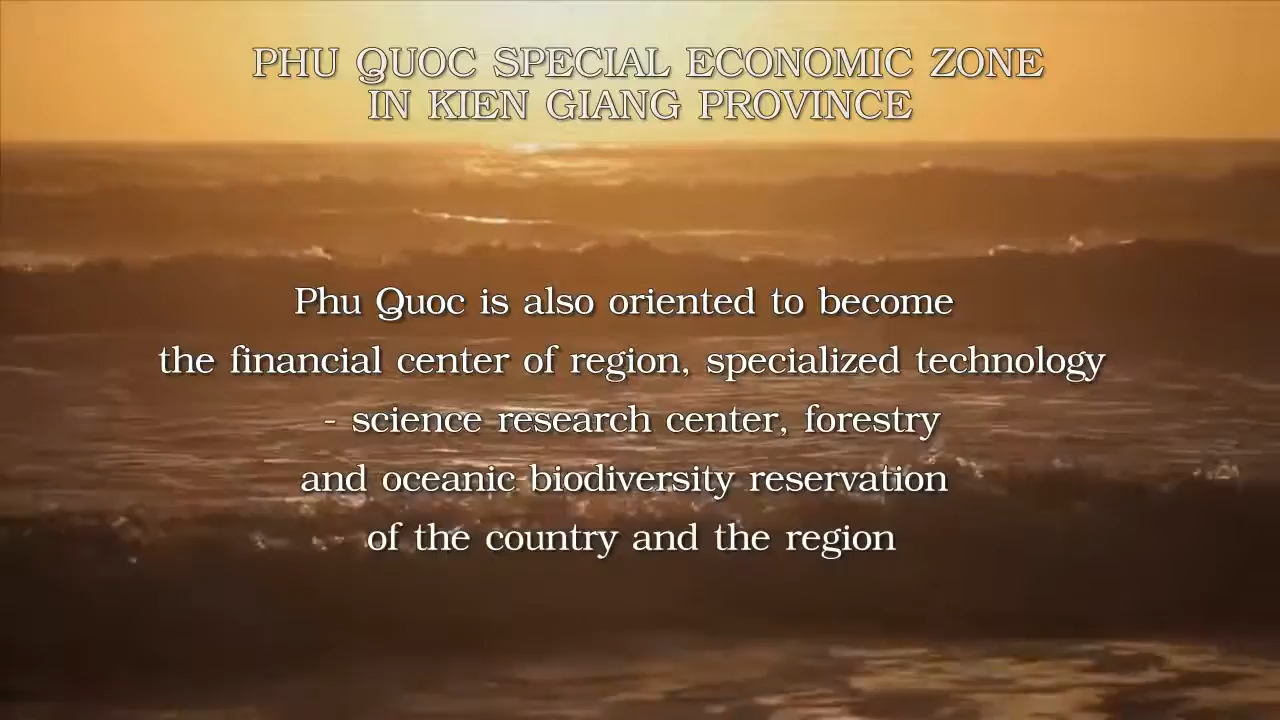 PHU QUOC SPECIAL ECONOMIC ZONE
IN KIEN GIANG PROVINCE
Phu Quoc is also oriented to become
the financial center of region, specialized technology
- science research center, forestry
and oceanic biodiversity reservation
of the country and the region